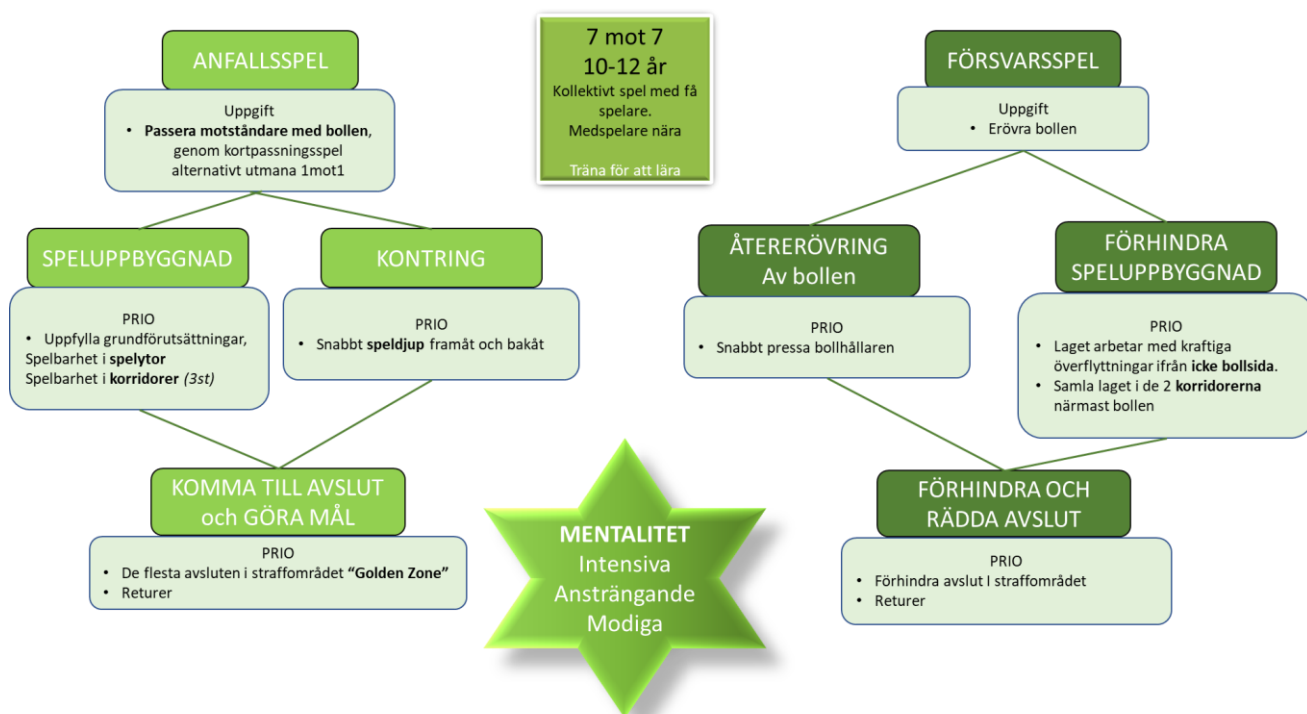 7 mot 7
10-12 år
Kollektivt spel med få
spelare.
Medspelare nära
Träna för att lära
ANFALLSSPEL
Uppgift
• Passera motståndare med bollen,
genom kortpassningsspel
alternativt utmana 1mot1
SPELUPPBYGGNAD
PRIO
• Uppfylla grundförutsättningar,
Spelbarhet i spelytor
Spelbarhet i korridorer (3st)
KONTRING
PRIO
• Snabbt speldjup framåt och bakåt
KOMMA TILL AVSLUT
och GÖRA MÅL
PRIO
• De flesta avsluten i straffområdet “Golden Zone”
• Returer
MENTALITET
Intensiva
Ansträngande
Modiga
FÖRSVARSSPEL
Uppgift
• Erövra bollen
ÅTERERÖVRING
Av bollen
PRIO
• Snabbt pressa bollhållaren
FÖRHINDRA
SPELUPPBYGGNAD
PRIO
• Laget arbetar med kraftiga
överflyttningar ifrån icke bollsida.
• Samla laget i de 2 korridorerna
närmast bollen
FÖRHINDRA OCH
RÄDDA AVSLUT
PRIO
• Förhindra avslut I straffområdet
• Returer